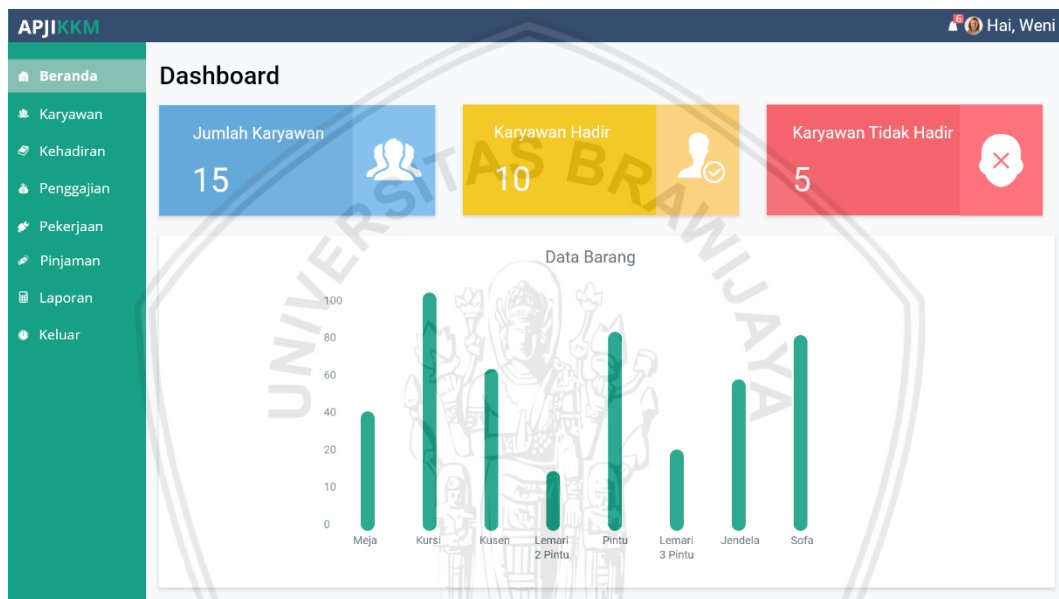 APJIKKM
6
Hai, Weni
Beranda
Karyawan
Kehadiran
Penggajian
Pekerjaan
Pinjaman
Laporan
Keluar
Dashboard
Jumlah Karyawan
15
Karyawan Hadir
10
Karyawan Tidak Hadir
5
Data Barang
100
80
60
40
20
10
0
Meja
Kursi
Kusen
Lemari
2 Pintu
Pintu
Lemari
3 Pintu
Jendela
Sofa
UNIVERSITAS BRAWIJAYA